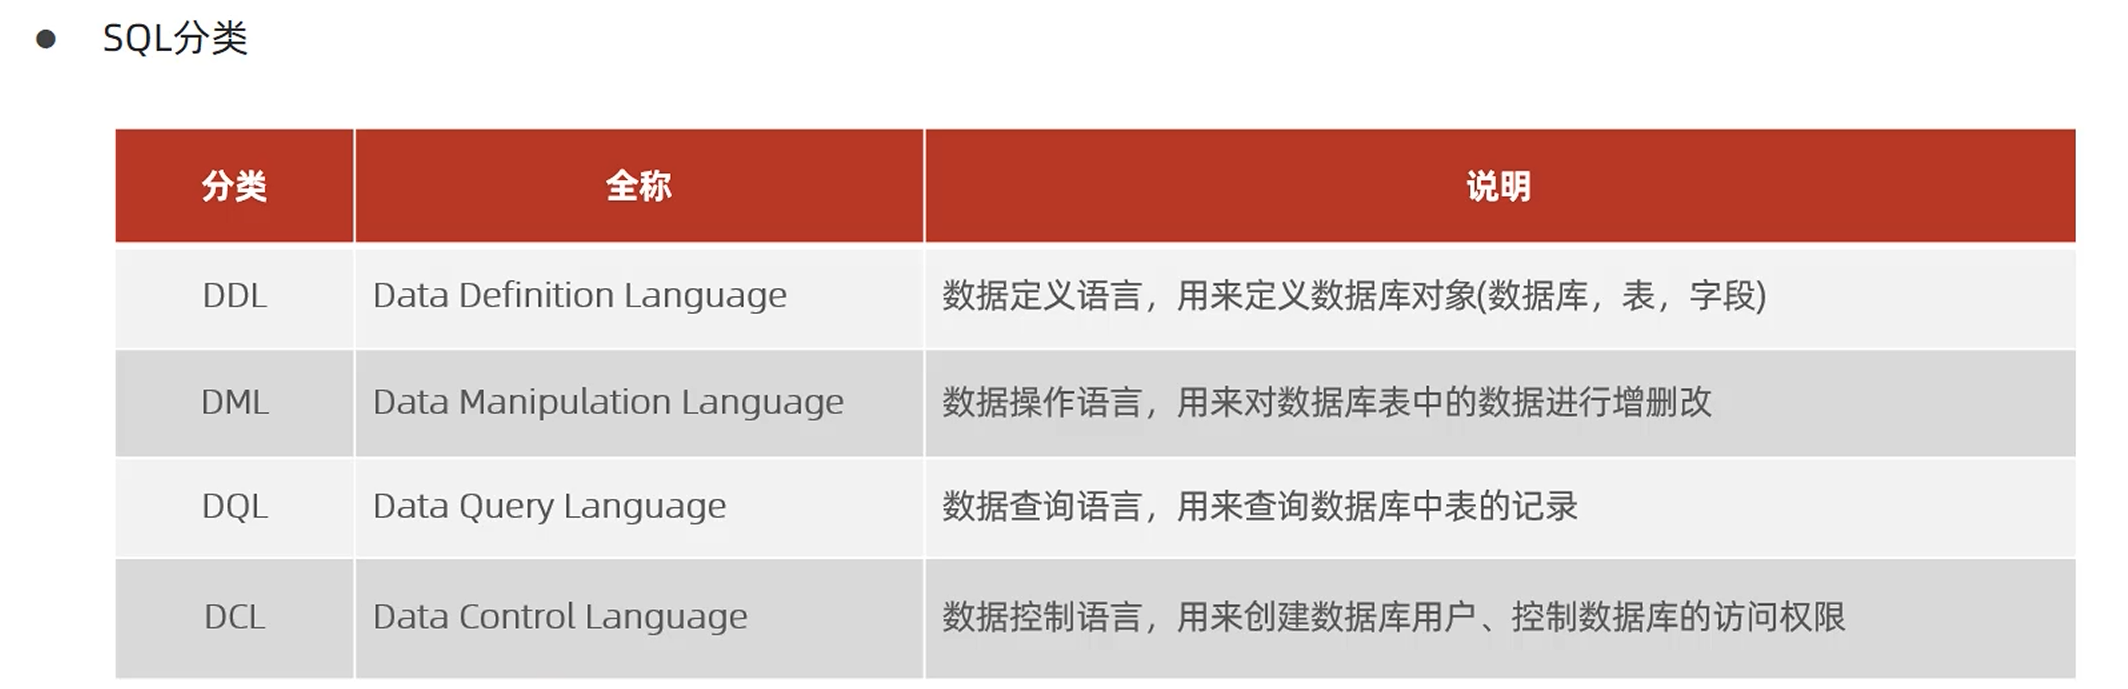 SQL分类
分类 全称 说明
DDL Data Definition Language 数据定义语言，用来定义数据库对象(数据库，表，字段)
DML Data Manipulation Language 数据操作语言，用来对数据库表中的数据进行增删改
DQL Data Query Language 数据查询语言，用来查询数据库中表的记录
DCL Data Control Language 数据控制语言，用来创建数据库用户、控制数据库的访问权限